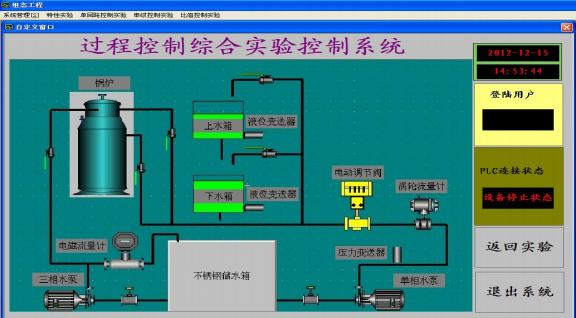 组态工程
系统管理[S] 特性实验 单回路控制实验 串级控制实验 比值控制实验
自定义窗口
过程控制综合实验控制系统
2012-12-15
14:53:44
锅炉
上水箱
液位变送器
登陆用户
下水箱
液位变送器
电动调节阀
涡轮流量计
PLC连接状态
设备停止状态
电磁流量计
压力变送器
返回实验
三相水泵
不锈钢储水箱
单相水泵
退出系统